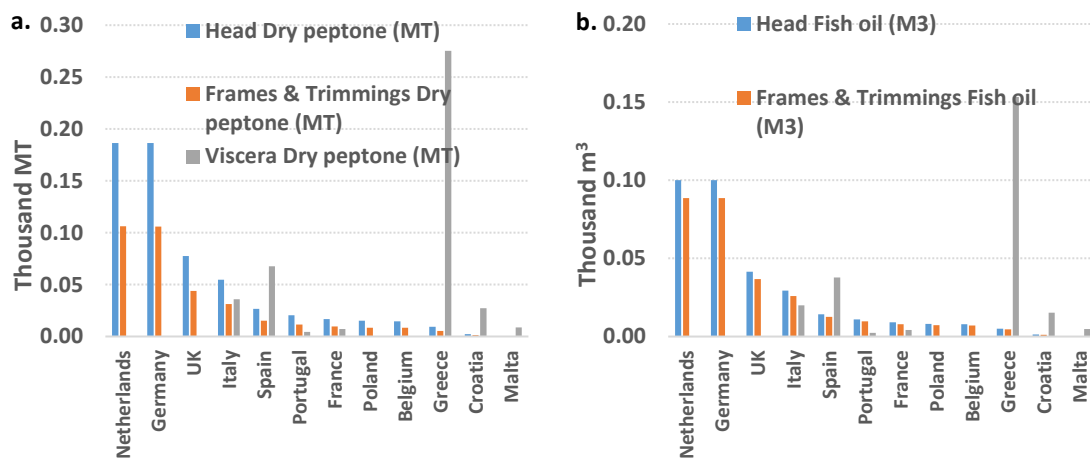 a.
Thousand MT
0.30
0.25
0.20
0.15
0.10
0.05
0.00
Head Dry peptone (MT)
Frames & Trimmings Dry
peptone (MT)
Viscera Dry peptone (MT)
Netherlands
Germany
UK
Italy
Spain
Portugal
France
Poland
Belgium
Greece
Croatia
Malta
b.
Thousand m³
0.20
0.15
0.10
0.05
0.00
Head Fish oil (M3)
Frames & Trimmings Fish oil
(M3)
Netherlands
Germany
UK
Italy
Spain
Portugal
France
Poland
Belgium
Greece
Croatia
Malta